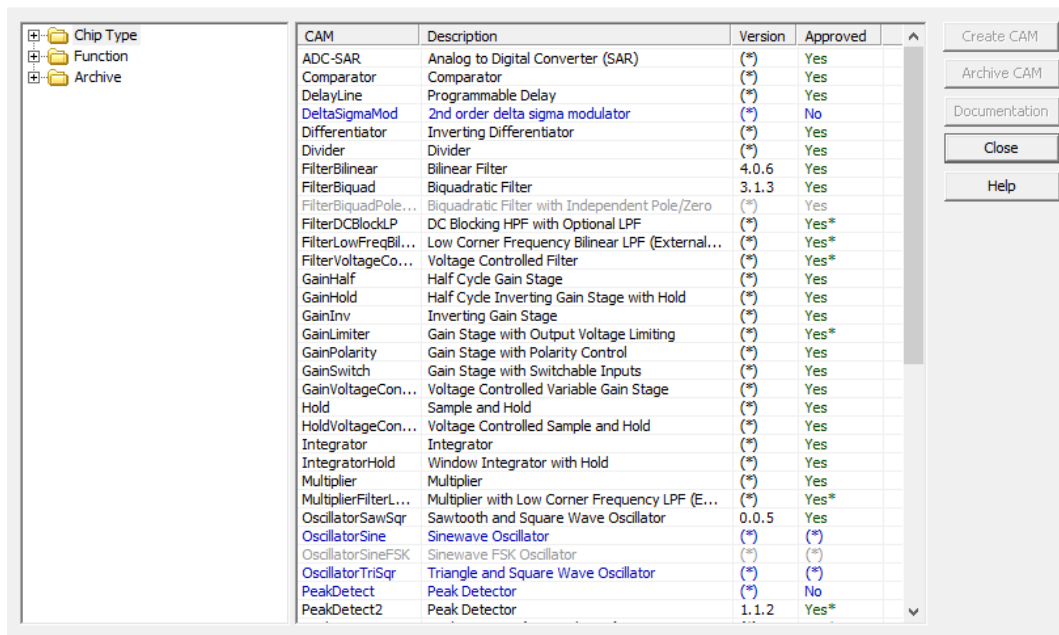 Chip Type
Function
Archive
CAM Description Version Approved
ADC-SAR Analog to Digital Converter (SAR) (*) Yes
Comparator Comparator (*) Yes
DelayLine Programmable Delay (*) Yes
DeltaSigmaMod 2nd order delta sigma modulator (*) No
Differentiator Inverting Differentiator (*) Yes
Divider Divider (*) Yes
FilterBilinear Bilinear Filter 4.0.6 Yes
FilterBiquad Biquadratic Filter 3.1.3 Yes
FilterBiquadPole... Biquadratic Filter with Independent Pole/Zero (*) Yes
FilterDCBlockLP DC Blocking HPF with Optional LPF (*) Yes*
FilterLowFreqBil... Low Corner Frequency Bilinear LPF (External... (*) Yes*
FilterVoltageCo... Voltage Controlled Filter (*) Yes*
GainHalf Half Cycle Gain Stage (*) Yes
GainHold Half Cycle Inverting Gain Stage with Hold (*) Yes
GainInv Inverting Gain Stage (*) Yes
GainLimiter Gain Stage with Output Voltage Limiting (*) Yes*
GainPolarity Gain Stage with Polarity Control (*) Yes
GainSwitch Gain Stage with Switchable Inputs (*) Yes
GainVoltageCon... Voltage Controlled Variable Gain Stage (*) Yes
Hold Sample and Hold (*) Yes
HoldVoltageCon... Voltage Controlled Sample and Hold (*) Yes
Integrator Integrator (*) Yes
IntegratorHold Window Integrator with Hold (*) Yes
Multiplier Multiplier (*) Yes
MultiplierFilterL... Multiplier with Low Corner Frequency LPF (E... (*) Yes*
OscillatorSawSqr Sawtooth and Square Wave Oscillator 0.0.5 Yes
OscillatorSine Sinewave Oscillator (*) (*)
OscillatorSineFSK Sinewave FSK Oscillator (*) (*)
OscillatorTriSqr Triangle and Square Wave Oscillator (*) (*)
PeakDetect Peak Detector (*) No
PeakDetect2 Peak Detector 1.1.2 Yes*
Create CAM
Archive CAM
Documentation
Close
Help